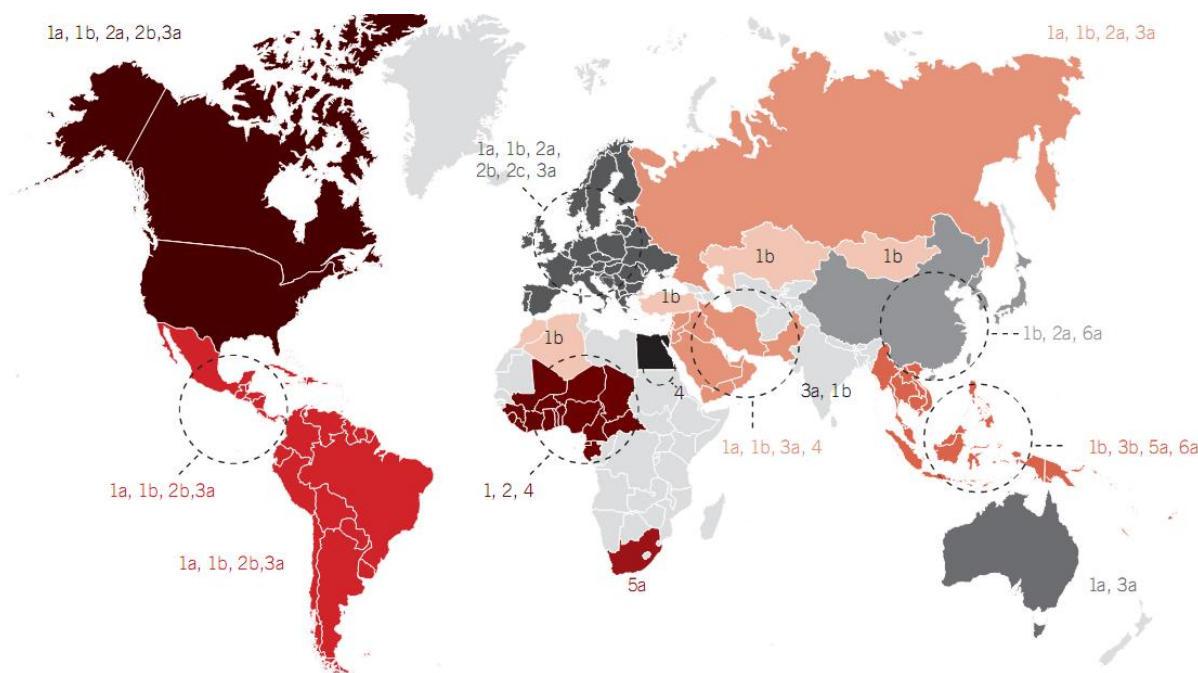 1a, 1b, 2a, 2b,3a
1a, 1b, 2a, 3a
1a, 1b, 2a,
2b, 2c, 3a
1b
1b
1b
1b
1b, 2a, 6a
4
3a, 1b
1a, 1b, 3a, 4
1b, 3b, 5a, 6a
1a, 1b, 2b,3a
1, 2, 4
1a, 1b, 2b,3a
5a
1a, 3a